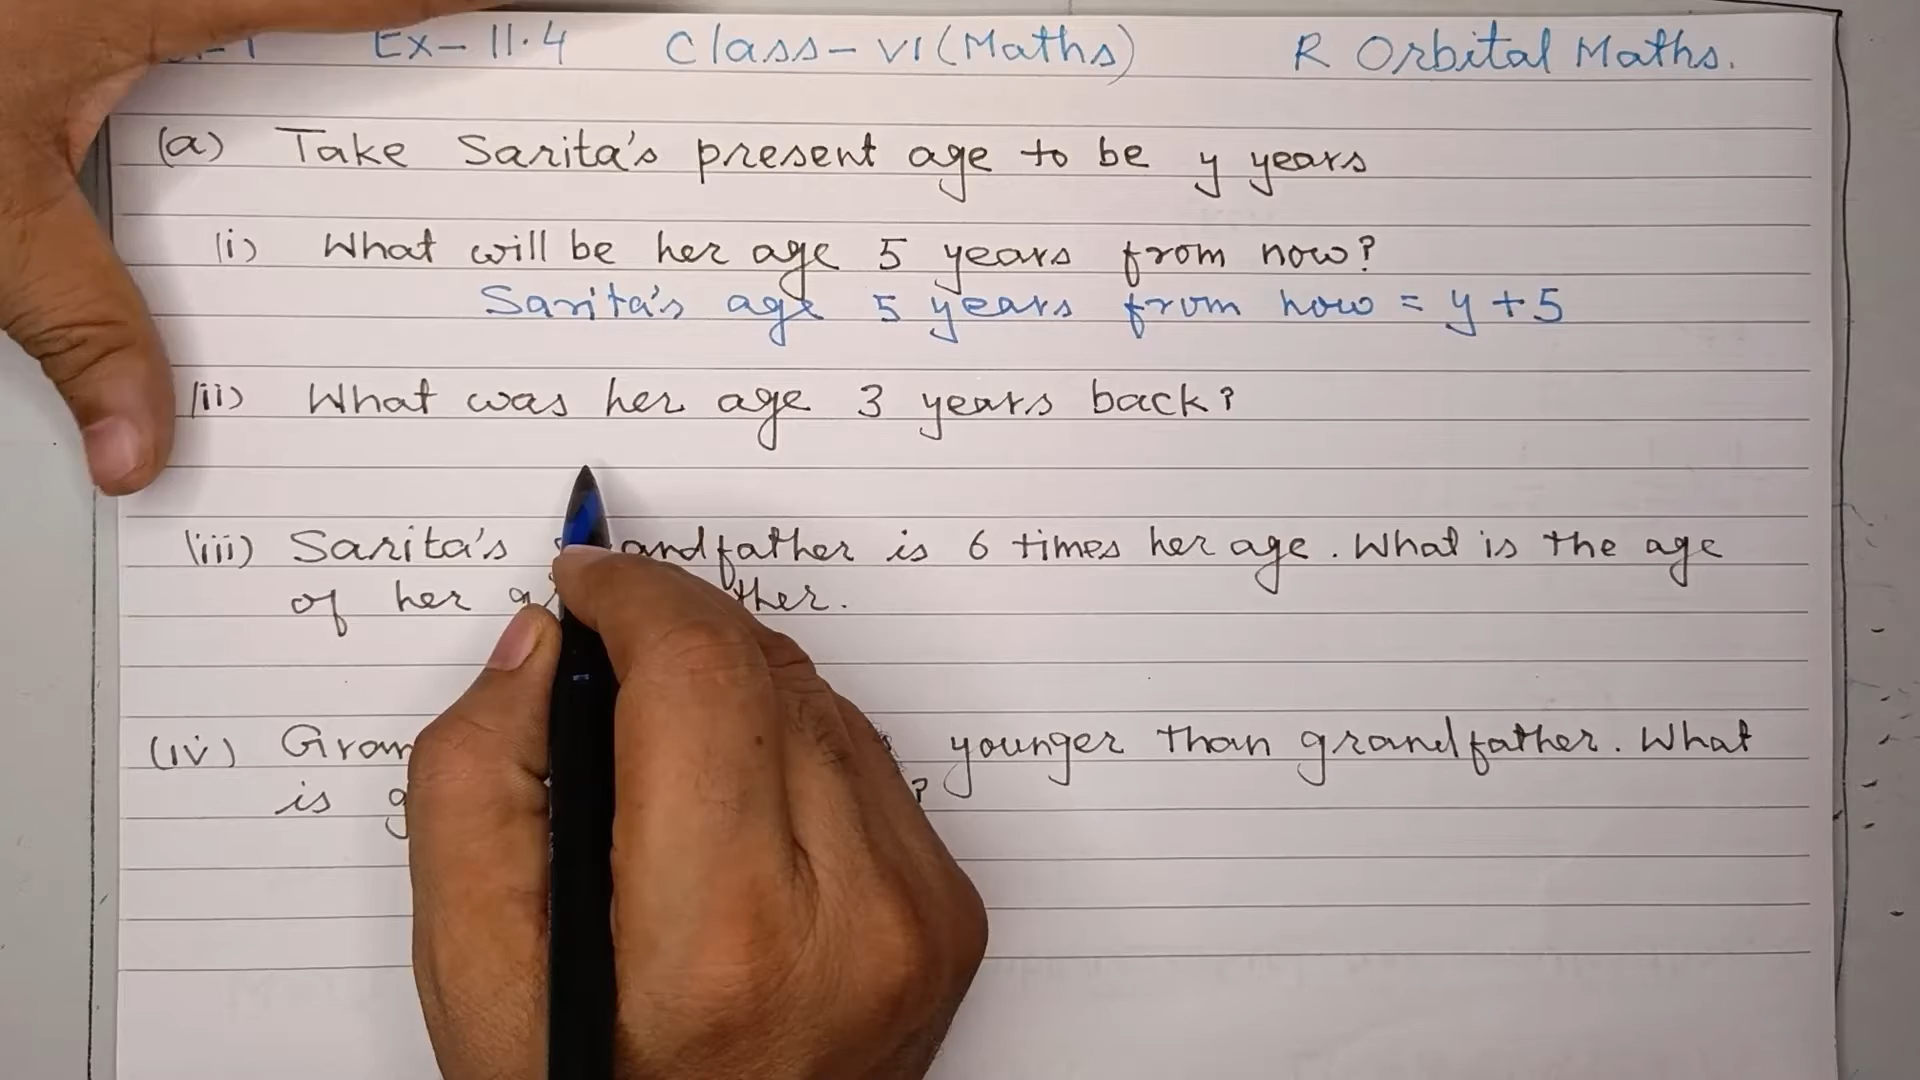 Ex- 11.4 Class- VI (Maths) R Orbital Maths.
(a) Take Sarita's present age to be y years
(i) What will be her age 5 years from now?
Sarita's age 5 years from now = y + 5
(ii) What was her age 3 years back?
(iii) Sarita's andfather is 6 times her age. What is the age
of her ther.
(iv) Gran younger than grandfather. What
is g ?